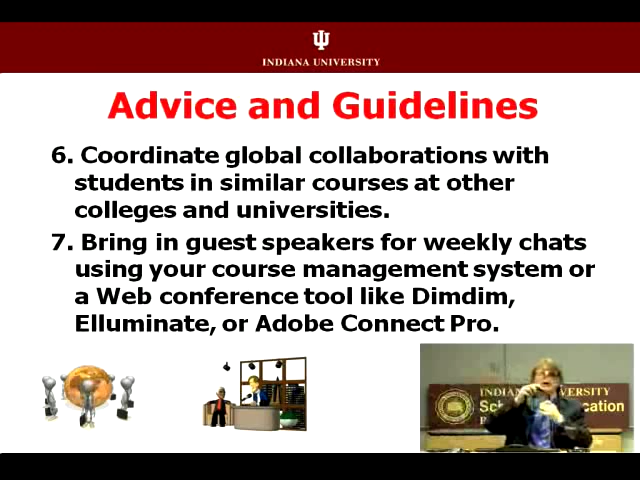 INDIANA UNIVERSITY
Advice and Guidelines
6. Coordinate global collaborations with
students in similar courses at other
colleges and universities.
7. Bring in guest speakers for weekly chats
using your course management system or
a Web conference tool like Dimdim,
Elluminate, or Adobe Connect Pro.
INDIANA UNIVERSITY